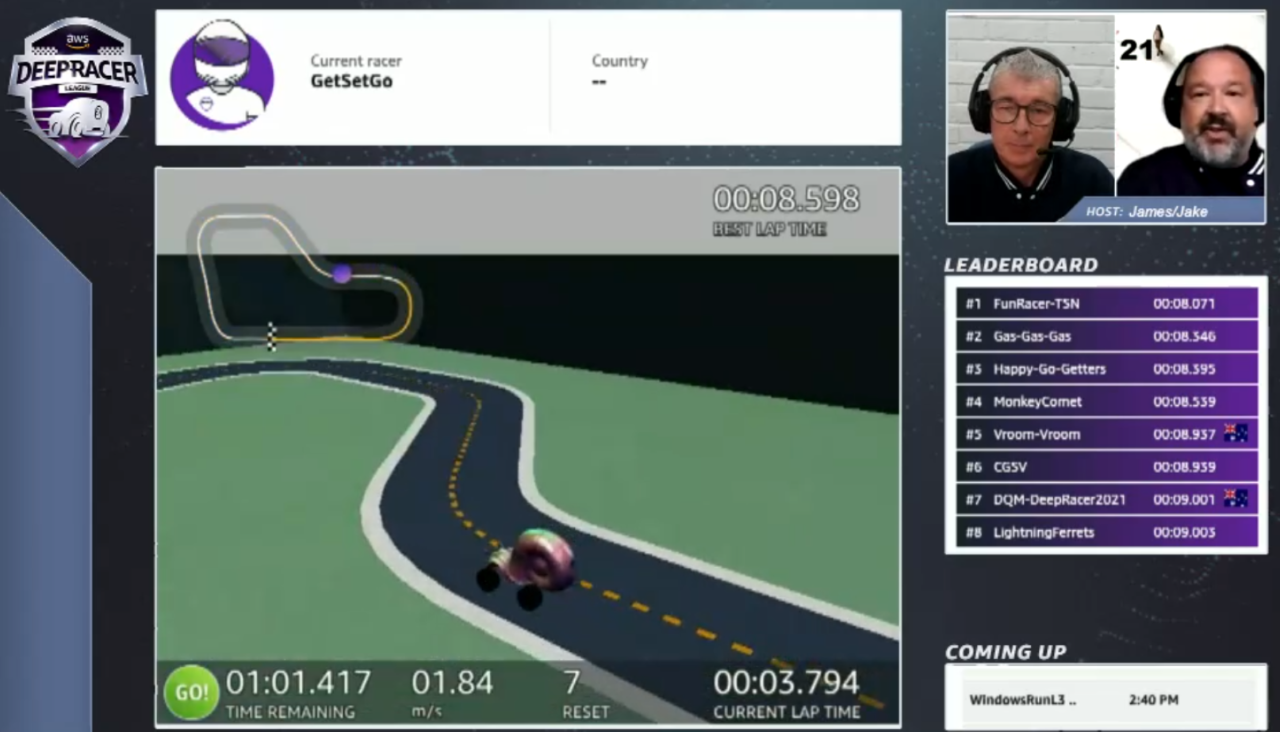 aws
DEEPRACER
LEAGUE
Current racer
GetSetGo
Country
--
21
HOST: James/Jake
00:08.598
BEST LAP TIME
LEADERBOARD
#1 FunRacer-TSN 00:08.071
#2 Gas-Gas-Gas 00:08.346
#3 Happy-Go-Getters 00:08.395
#4 MonkeyComet 00:08.539
#5 Vroom-Vroom 00:08.937
#6 CGSV 00:08.939
#7 DQM-DeepRacer2021 00:09.001
#8 LightningFerrets 00:09.003
GO!
01:01.417
TIME REMAINING
01.84
m/s
7
RESET
00:03.794
CURRENT LAP TIME
COMING UP
WindowsRunL3 .. 2:40 PM